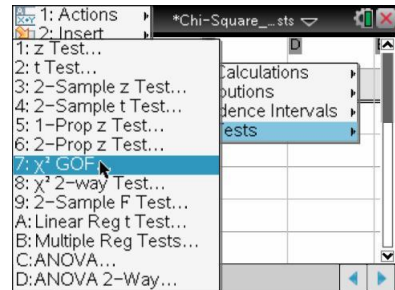 1: Actions
*Chi-Square_...sts
2: Insert
1: z Test...
2: t Test...
3: 2-Sample z Test...
4: 2-Sample t Test...
5: 1-Prop z Test...
6: 2-Prop z Test...
7: χ² GOF...
8: χ² 2-way Test...
9: 2-Sample F Test...
A: Linear Reg t Test...
B: Multiple Reg Tests...
C: ANOVA...
D: ANOVA 2-Way...
D
Calculations
butions
dence Intervals
ests